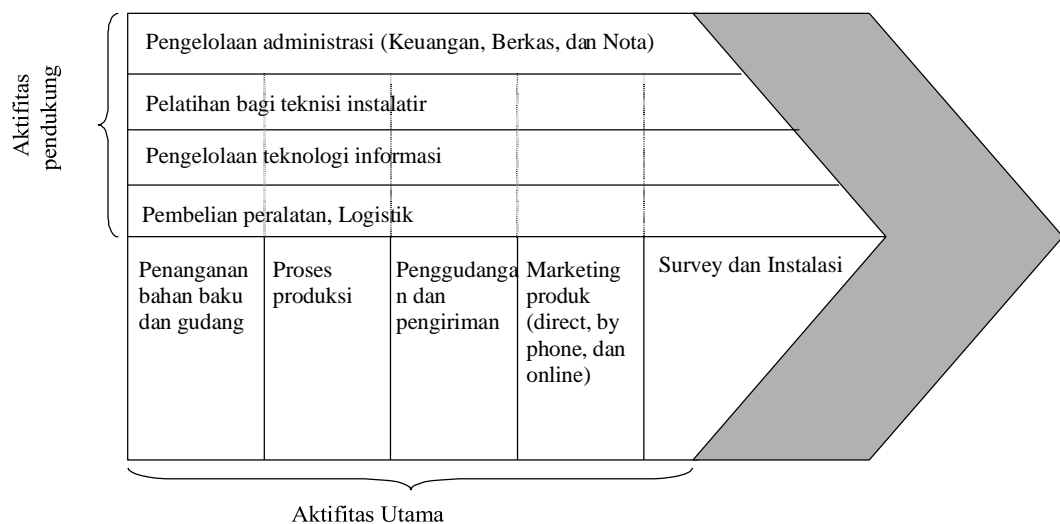 Aktifitas
pendukung
Pengelolaan administrasi (Keuangan, Berkas, dan Nota)
Pelatihan bagi teknisi instalatir
Pengelolaan teknologi informasi
Pembelian peralatan, Logistik
Penanganan
bahan baku
dan gudang
Proses
produksi
Penggudanga
n dan
pengiriman
Marketing
produk
(direct, by
phone, dan
online)
Survey dan Instalasi
Aktifitas Utama